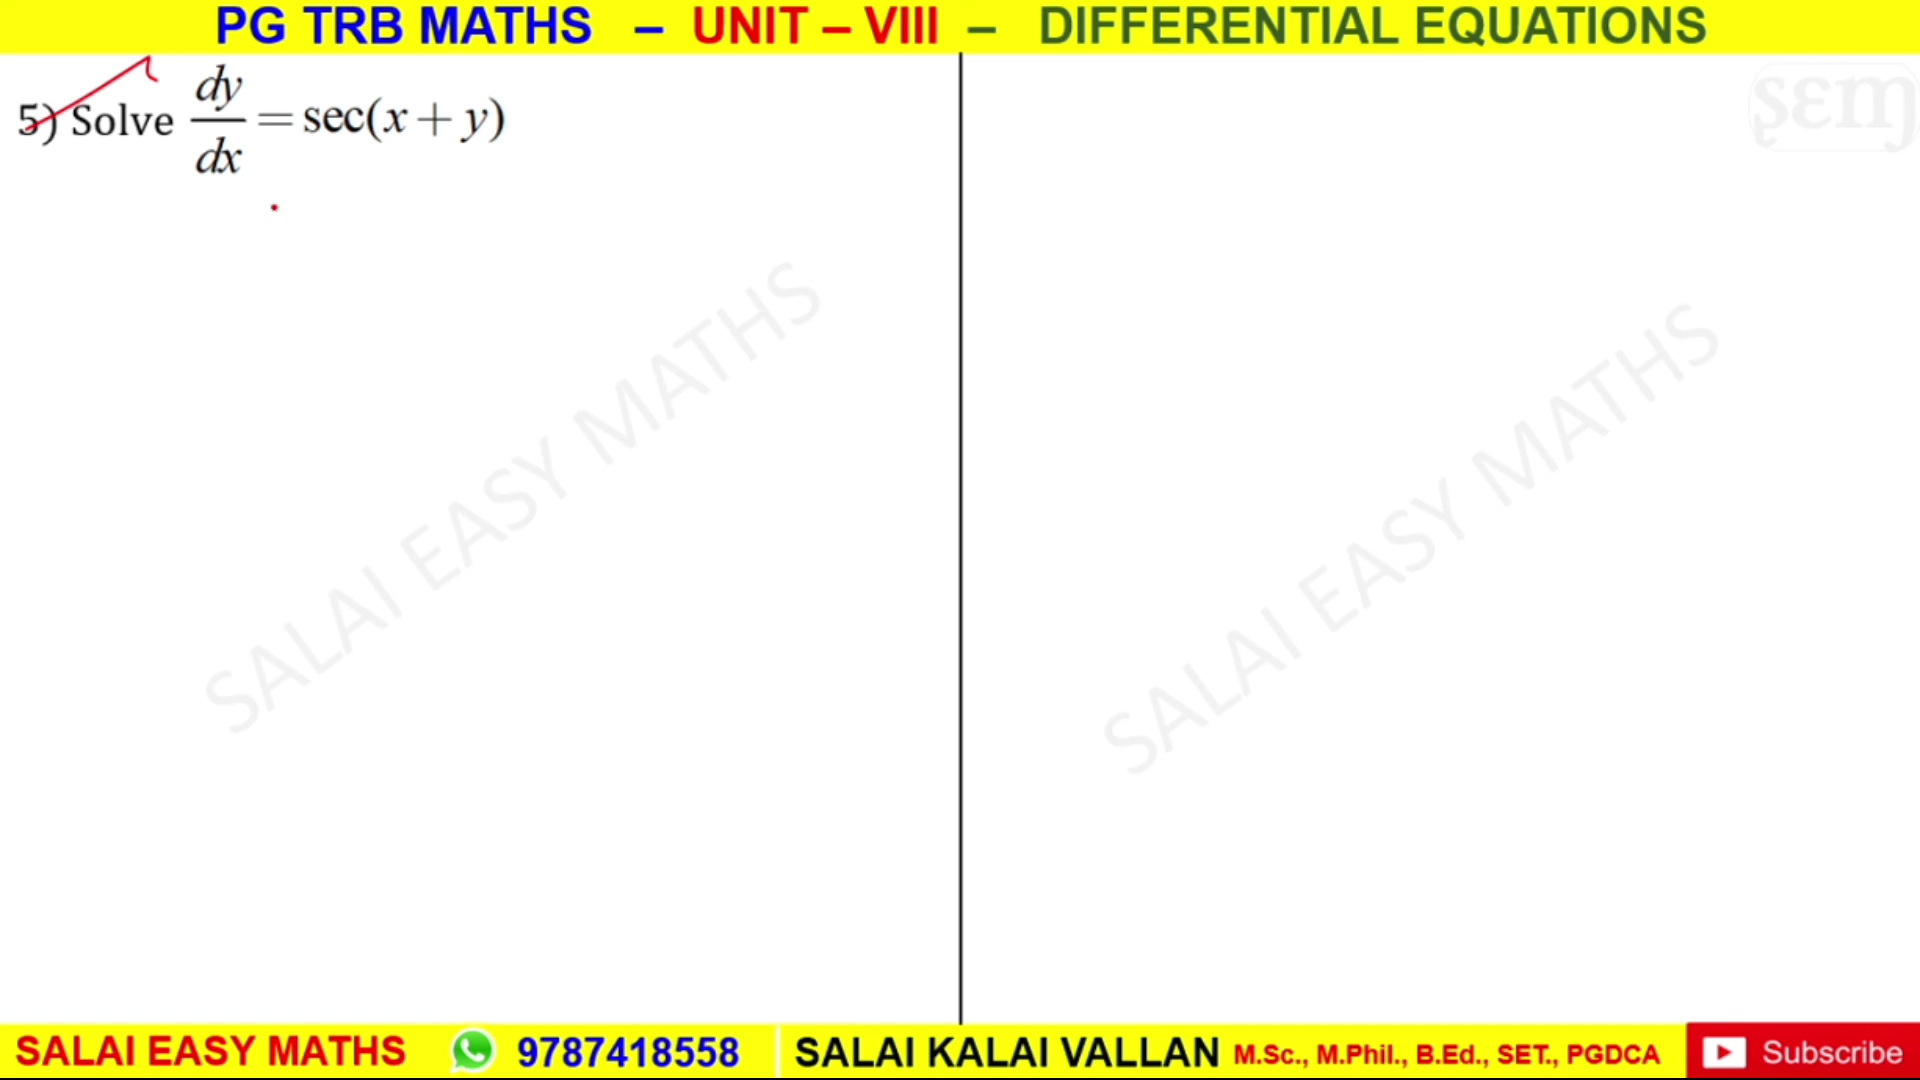 PG TRB MATHS – UNIT – VIII – DIFFERENTIAL EQUATIONS
5) Solve dy/dx = sec(x + y)
sεm
SALAI EASY MATHS
SALAI EASY MATHS
SALAI EASY MATHS 9787418558 SALAI KALAI VALLAN M.Sc., M.Phil., B.Ed., SET., PGDCA Subscribe